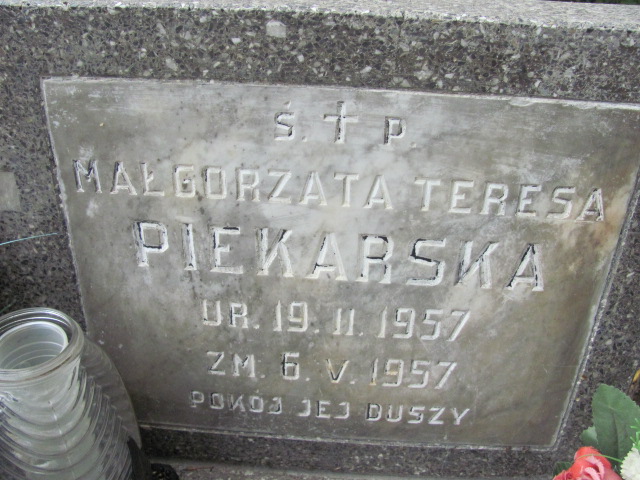 Ś. † P.
MAŁGORZATA TERESA
PIEKARSKA
UR. 19. II. 1957
ZM. 6. V. 1957
POKÓJ JEJ DUSZY